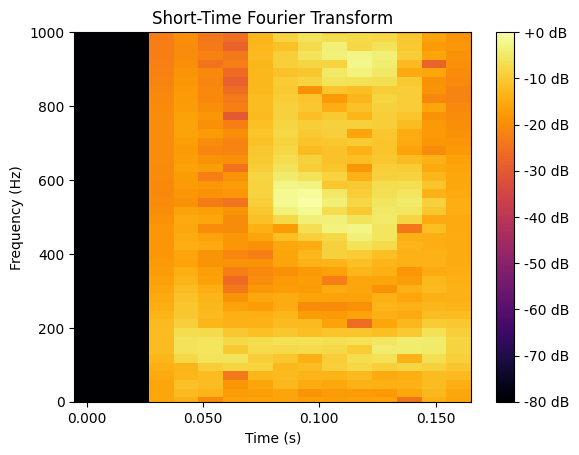 Short-Time Fourier Transform
1000
800
600
400
200
0
Frequency (Hz)
0.000
0.050
0.100
0.150
Time (s)
+0 dB
-10 dB
-20 dB
-30 dB
-40 dB
-50 dB
-60 dB
-70 dB
-80 dB